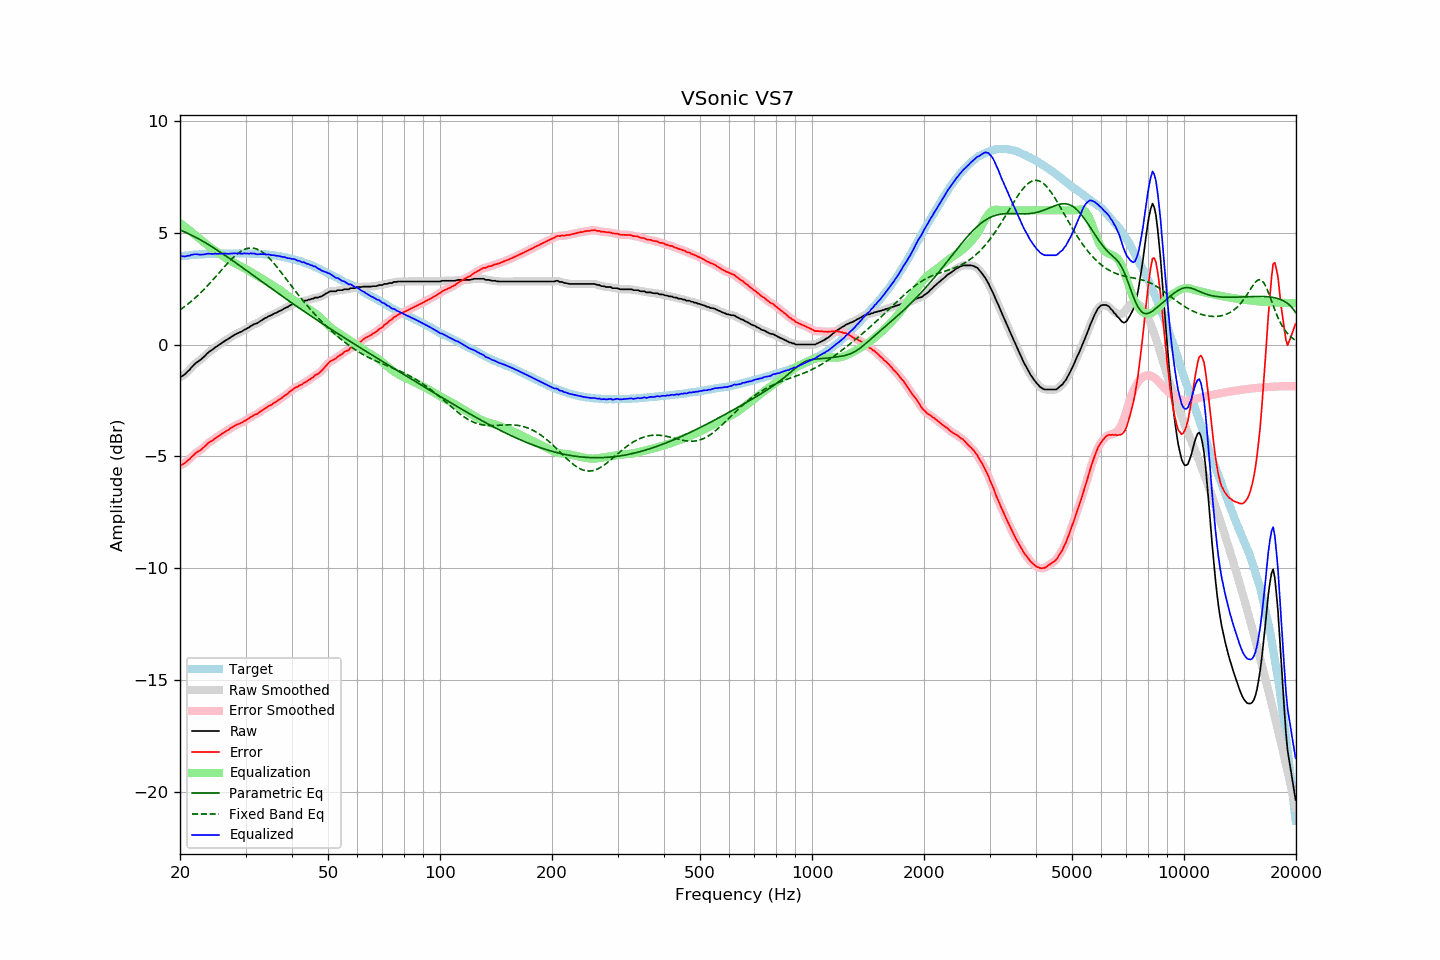 VSonic VS7
10
5
0
−5
−10
−15
−20
Amplitude (dBr)
Target
Raw Smoothed
Error Smoothed
Raw
Error
Equalization
Parametric Eq
Fixed Band Eq
Equalized
20 50 100 200 500 1000 2000 5000 10000 20000
Frequency (Hz)